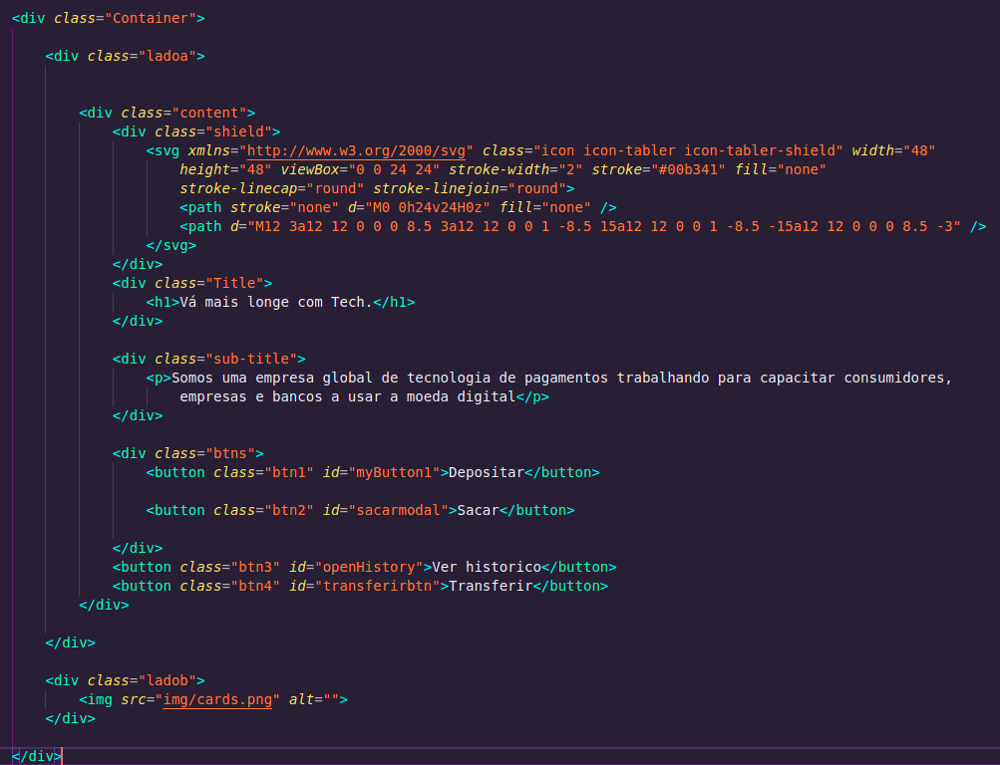 <div class="Container">
<div class="ladoa">
<div class="content">
<div class="shield">
<svg xmlns="http://www.w3.org/2000/svg" class="icon icon-tabler icon-tabler-shield" width="48"
height="48" viewBox="0 0 24 24" stroke-width="2" stroke="#00b341" fill="none"
stroke-linecap="round" stroke-linejoin="round">
<path stroke="none" d="M0 0h24v24H0z" fill="none" />
<path d="M12 3a12 12 0 0 0 8.5 3a12 12 0 0 1 -8.5 15a12 12 0 0 1 -8.5 -15a12 12 0 0 0 8.5 -3" />
</svg>
</div>
<div class="Title">
<h1>Vá mais longe com Tech.</h1>
</div>
<div class="sub-title">
<p>Somos uma empresa global de tecnologia de pagamentos trabalhando para capacitar consumidores,
empresas e bancos a usar a moeda digital</p>
</div>
<div class="btns">
<button class="btn1" id="myButton1">Depositar</button>
<button class="btn2" id="sacarmodal">Sacar</button>
</div>
<button class="btn3" id="openHistory">Ver historico</button>
<button class="btn4" id="transferirbtn">Transferir</button>
</div>
</div>
<div class="ladob">
<img src="img/cards.png" alt="">
</div>
</div>